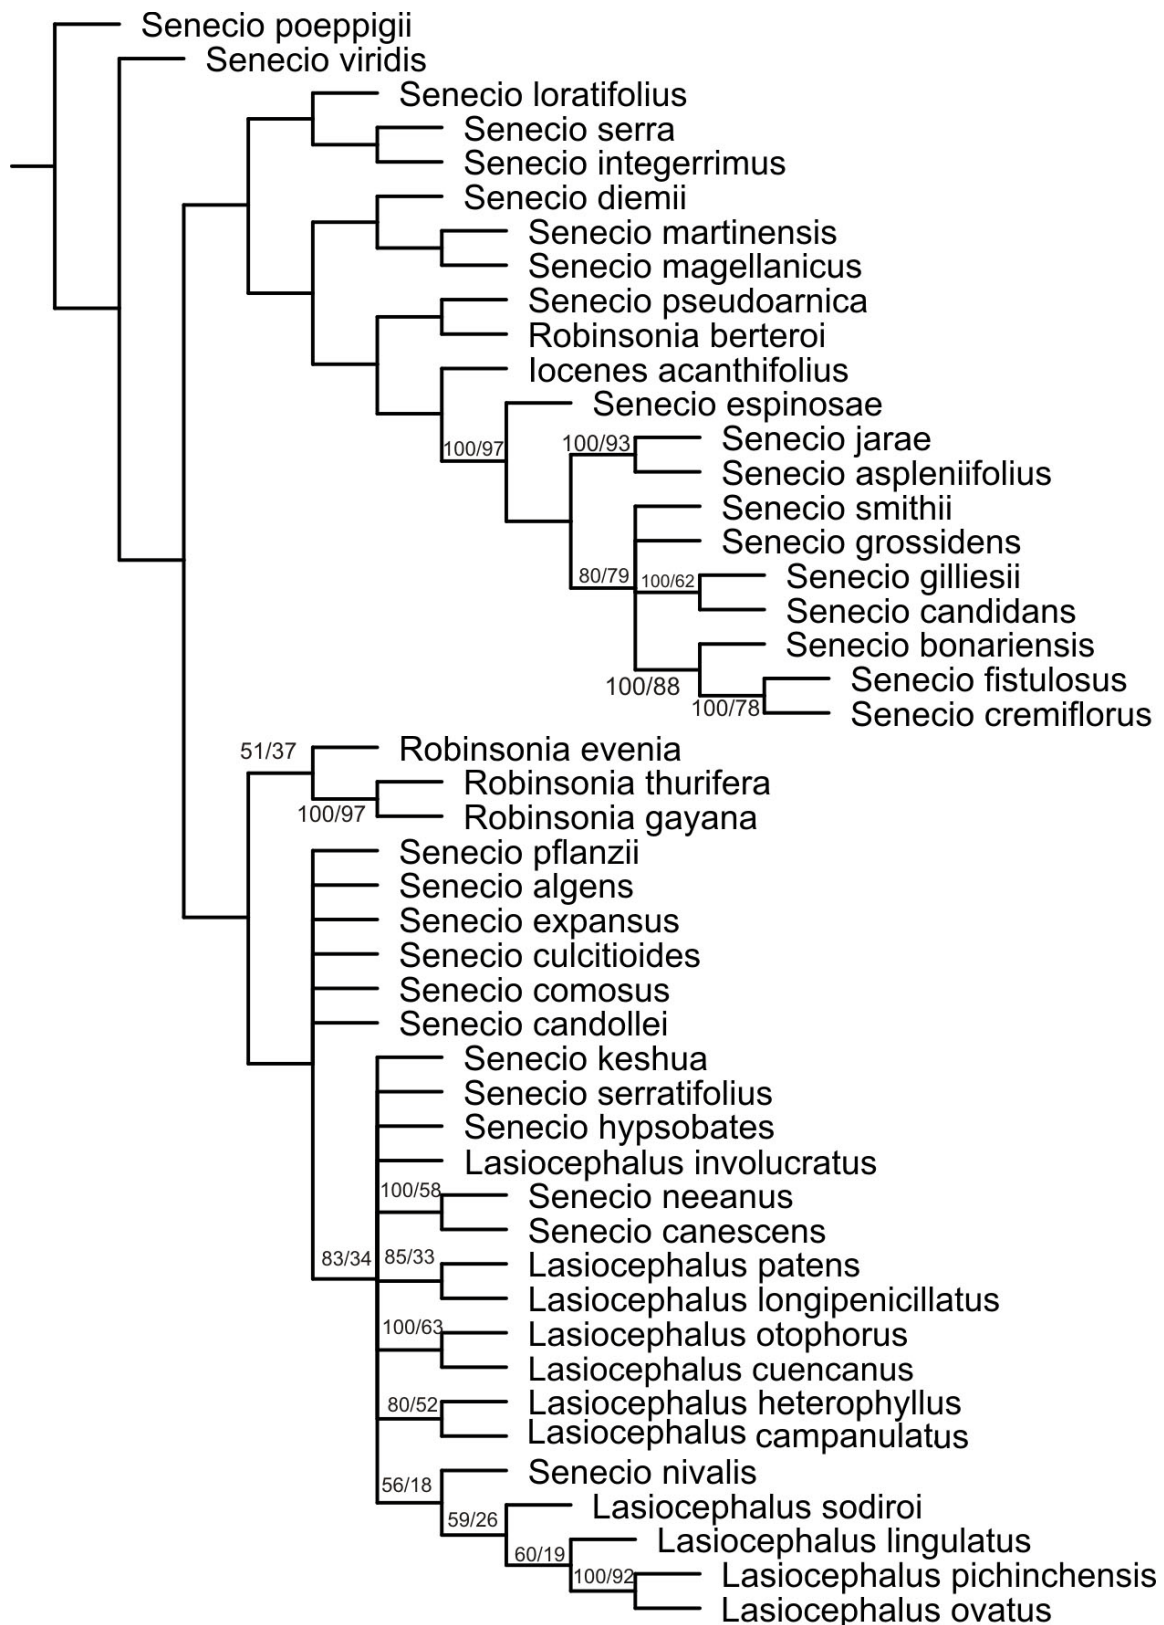 Senecio poeppigii
Senecio viridis
Senecio loratifolius
Senecio serra
Senecio integerrimus
Senecio diemii
Senecio martinensis
Senecio magellanicus
Senecio pseudoarnica
Robinsonia berteroi
Iocenes acanthifolius
Senecio espinosae
100/97
100/93
Senecio jarae
Senecio aspleniifolius
Senecio smithii
Senecio grossidens
80/79
100/62
Senecio gilliesii
Senecio candidans
Senecio bonariensis
100/88
Senecio fistulosus
100/78
Senecio cremiflorus
51/37
Robinsonia evenia
Robinsonia thurifera
100/97
Robinsonia gayana
Senecio pflanzii
Senecio algens
Senecio expansus
Senecio culcitioides
Senecio comosus
Senecio candollei
Senecio keshua
Senecio serratifolius
Senecio hypsobates
Lasiocephalus involucratus
100/58
Senecio neeanus
Senecio canescens
83/34
85/33
Lasiocephalus patens
Lasiocephalus longipenicillatus
100/63
Lasiocephalus otophorus
Lasiocephalus cuencanus
80/52
Lasiocephalus heterophyllus
Lasiocephalus campanulatus
56/18
Senecio nivalis
59/26
Lasiocephalus sodiroi
60/19
Lasiocephalus lingulatus
100/92
Lasiocephalus pichinchensis
Lasiocephalus ovatus